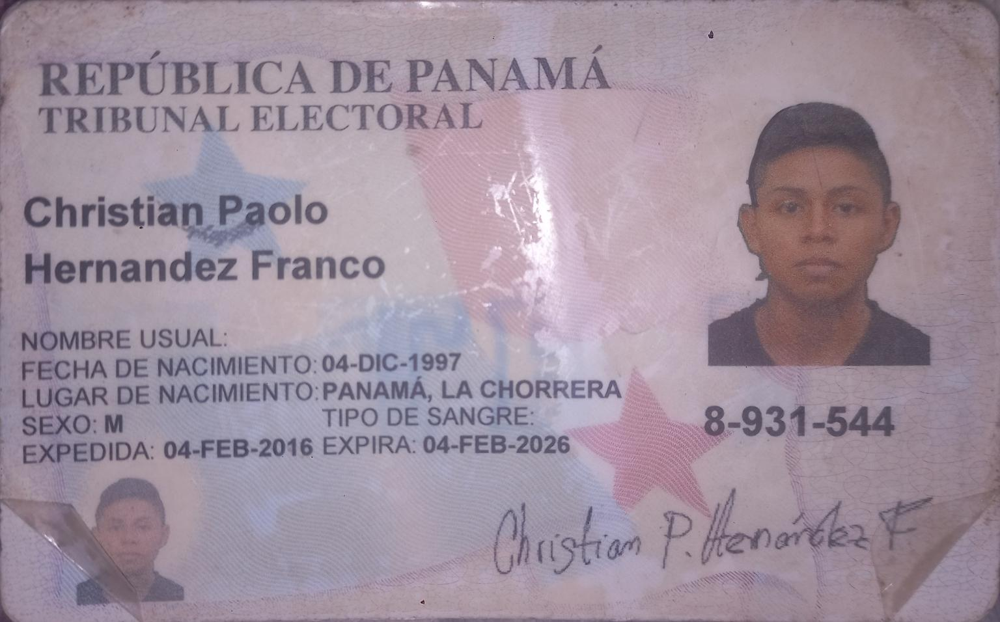 REPÚBLICA DE PANAMÁ
TRIBUNAL ELECTORAL
Christian Paolo
Hernandez Franco
NOMBRE USUAL:
FECHA DE NACIMIENTO: 04-DIC-1997
LUGAR DE NACIMIENTO: PANAMÁ, LA CHORRERA
SEXO: M TIPO DE SANGRE:
EXPEDIDA: 04-FEB-2016 EXPIRA: 04-FEB-2026
8-931-544
Christian P. Hernández F.